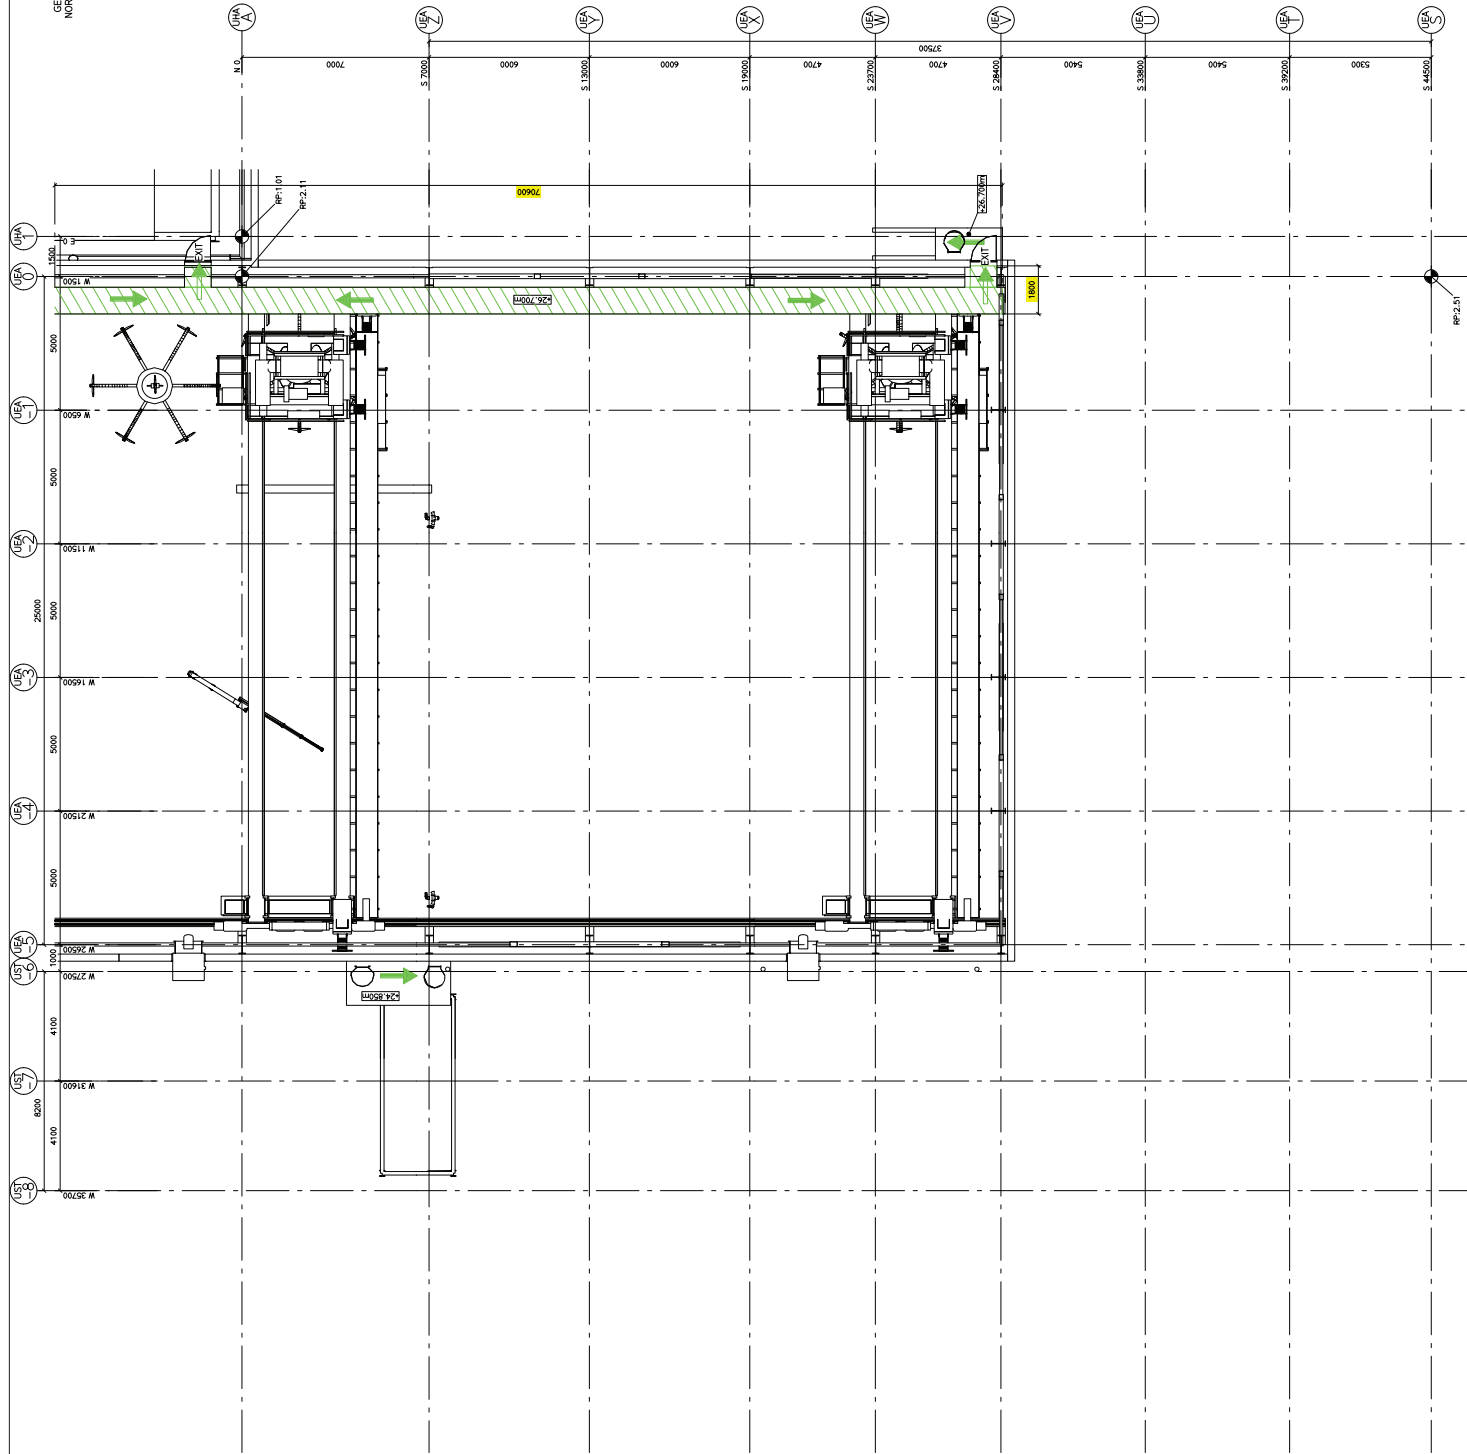 GE
NOR
UHA
A
UEA
Z
UEA
Y
UEA
X
UEA
W
UEA
V
UEA
U
UEA
T
UEA
S
37500
N 0
7000
S 7000
6000
S 13000
6000
S 19000
4700
S 23700
4700
S 28400
5400
S 33800
5400
S 39200
5300
S 44500
RP:1.01
RP:2.11
70600
+26.700m
UHA
1
E 0
1500
EXIT
EXIT
UEA
0
W 1500
+26.700m
1800
RP:2.51
5000
UEA
-1
W 6500
5000
UEA
-2
W 11500
25000
5000
UEA
-3
W 16500
5000
UEA
-4
W 21500
5000
UEA
-5
W 26500
1000
UST
-6
W 27500
+24.850m
4100
UST
-7
W 31600
8200
4100
UST
-8
W 35700